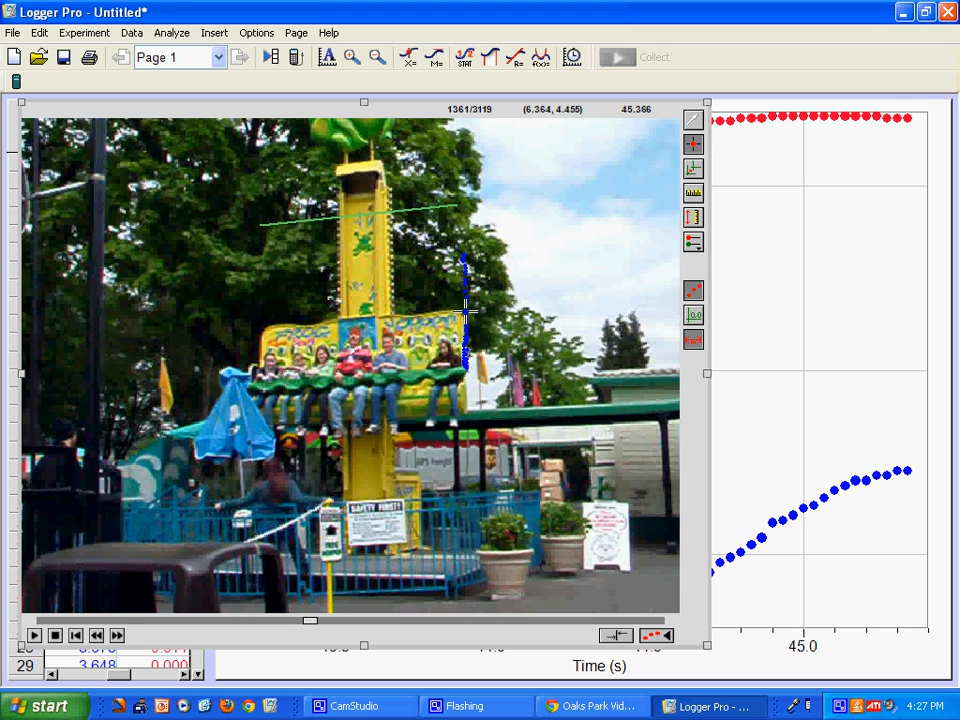 Logger Pro - Untitled*
File Edit Experiment Data Analyze Insert Options Page Help
Page 1
Collect
1361/3119 (6.364, 4.455) 45.366
SAFETY FIRST!
45.0
Time (s)
29 3.648 0.000
start CamStudio Flashing Oaks Park Vid... Logger Pro - ... 4:27 PM